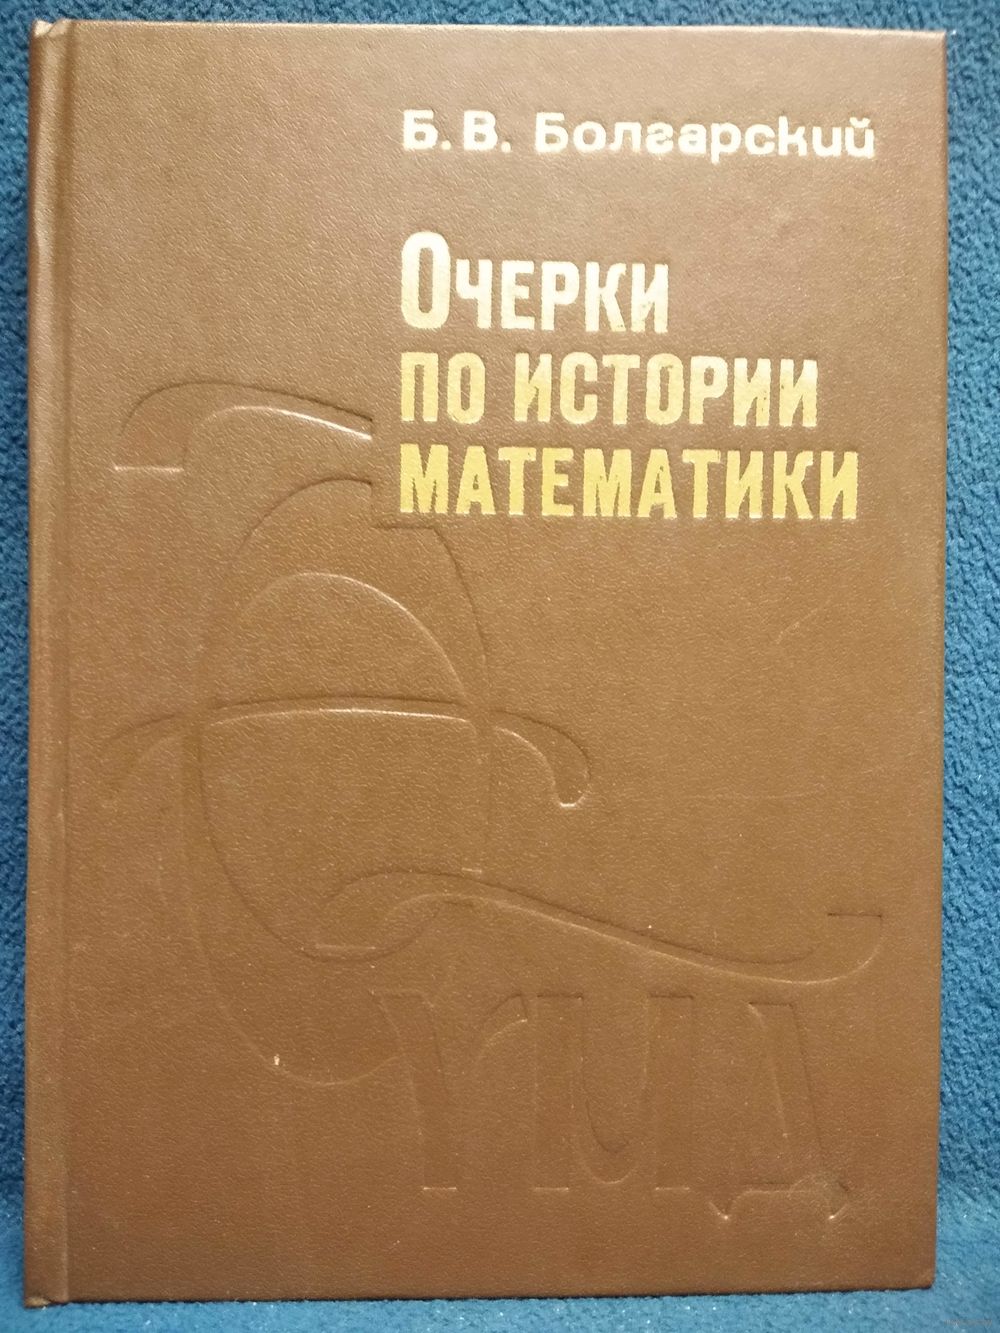 Б. В. Болгарский
Очерки
по истории
математики